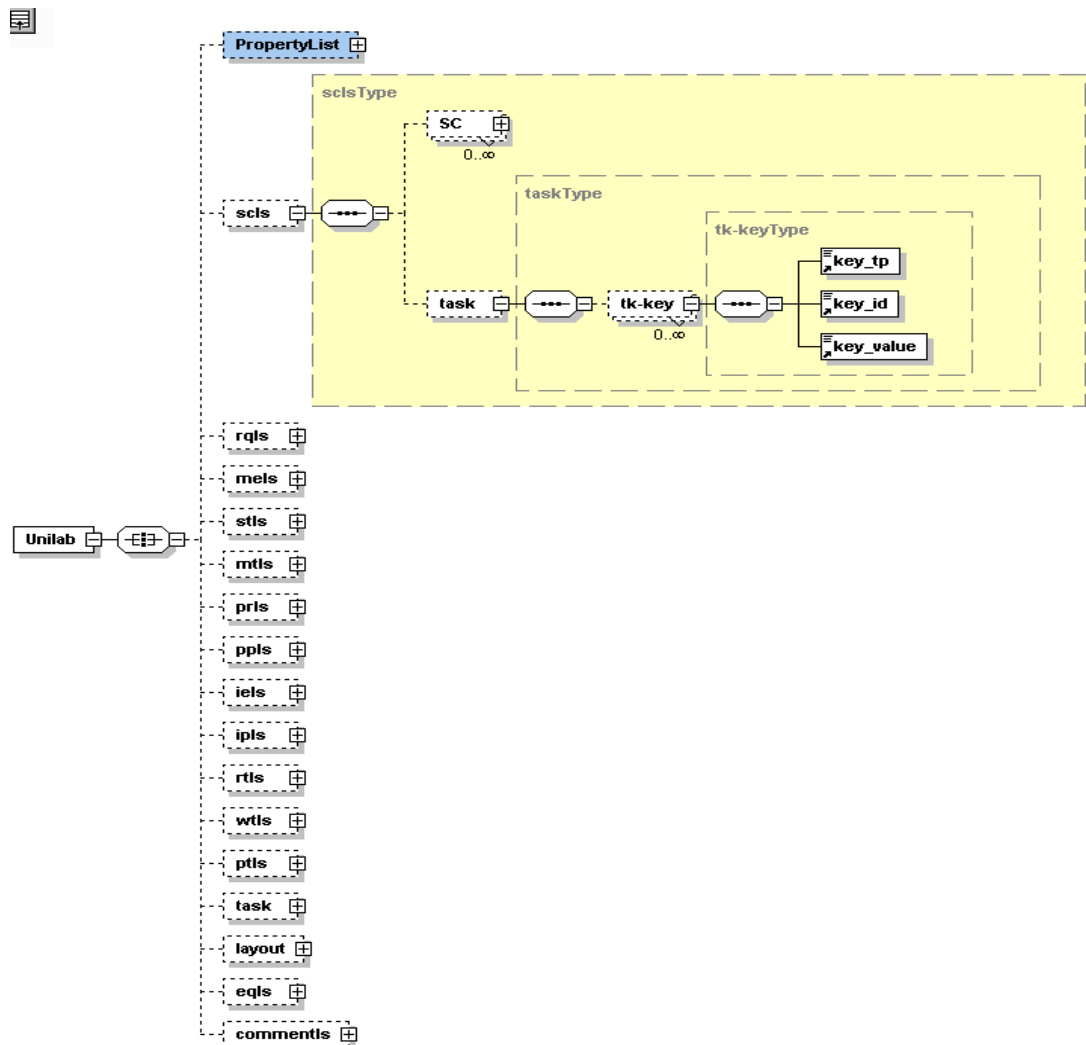 PropertyList
sclsType
SC
0..∞
taskType
scls
tk-keyType
key_tp
task
tk-key
key_id
0..∞
key_value
rqls
mels
stls
Unilab
mtls
prls
ppls
iels
ipls
rtls
wtls
ptls
task
layout
eqls
commentls